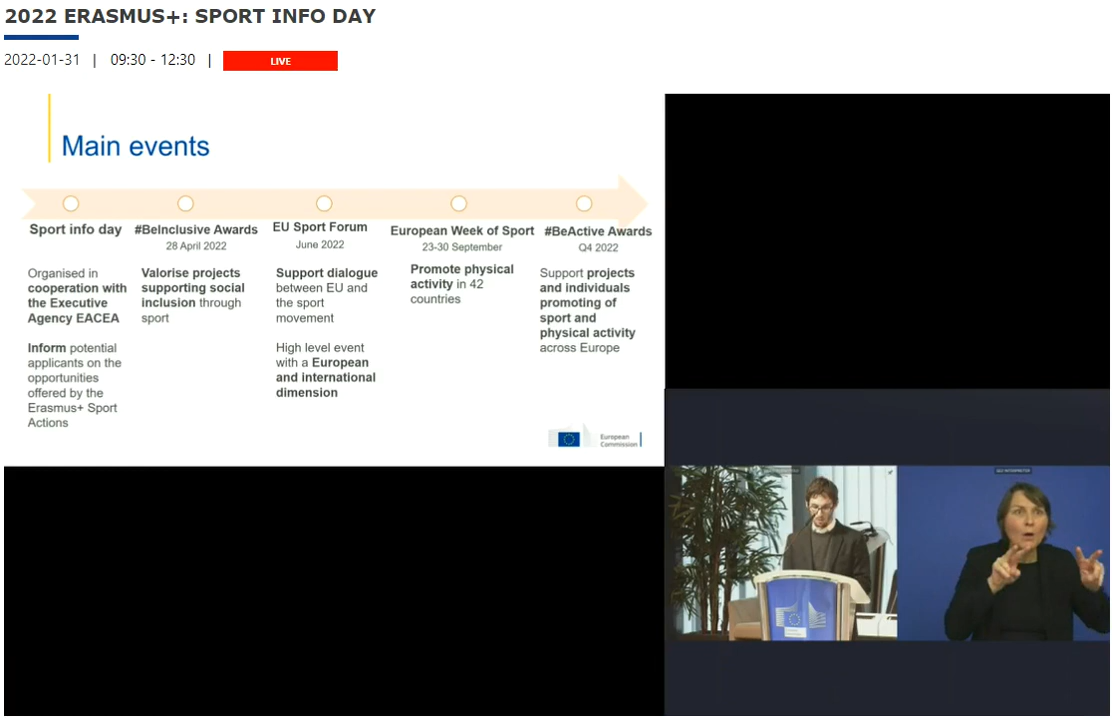 2022 ERASMUS+: SPORT INFO DAY
2022-01-31 | 09:30 - 12:30 | LIVE
Main events
Sport info day
Organised in
cooperation with
the Executive
Agency EACEA
Inform potential
applicants on the
opportunities
offered by the
Erasmus+ Sport
Actions
#BeInclusive Awards
28 April 2022
Valorise projects
supporting social
inclusion through
sport
EU Sport Forum
June 2022
Support dialogue
between EU and
the sport
movement
High level event
with a European
and international
dimension
European Week of Sport
23-30 September
Promote physical
activity in 42
countries
#BeActive Awards
Q4 2022
Support projects
and individuals
promoting of
sport and
physical activity
across Europe
European
Commission